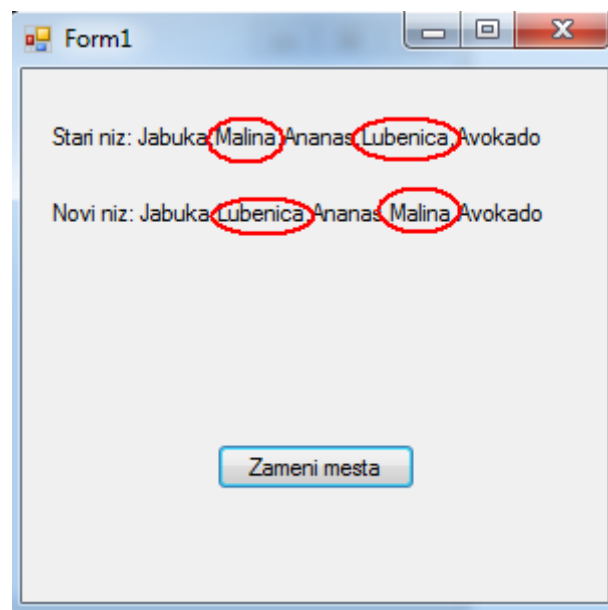 Form1
Stari niz: Jabuka,Malina,Ananas,Lubenica,Avokado
Novi niz: Jabuka,Lubenica,Ananas,Malina,Avokado
Zameni mesta